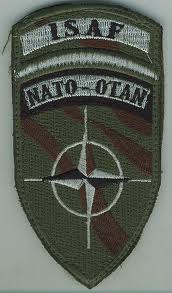 ISAF
NATO - OTAN